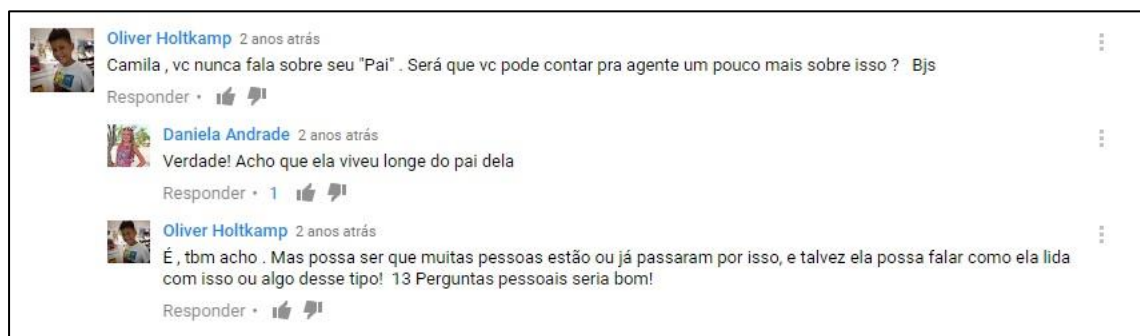 Oliver Holtkamp 2 anos atrás
Camila , vc nunca fala sobre seu "Pai" . Será que vc pode contar pra agente um pouco mais sobre isso ? Bjs
Responder •
Daniela Andrade 2 anos atrás
Verdade! Acho que ela viveu longe do pai dela
Responder • 1
Oliver Holtkamp 2 anos atrás
É , tbm acho . Mas possa ser que muitas pessoas estão ou já passaram por isso, e talvez ela possa falar como ela lida
com isso ou algo desse tipo! 13 Perguntas pessoais seria bom!
Responder •